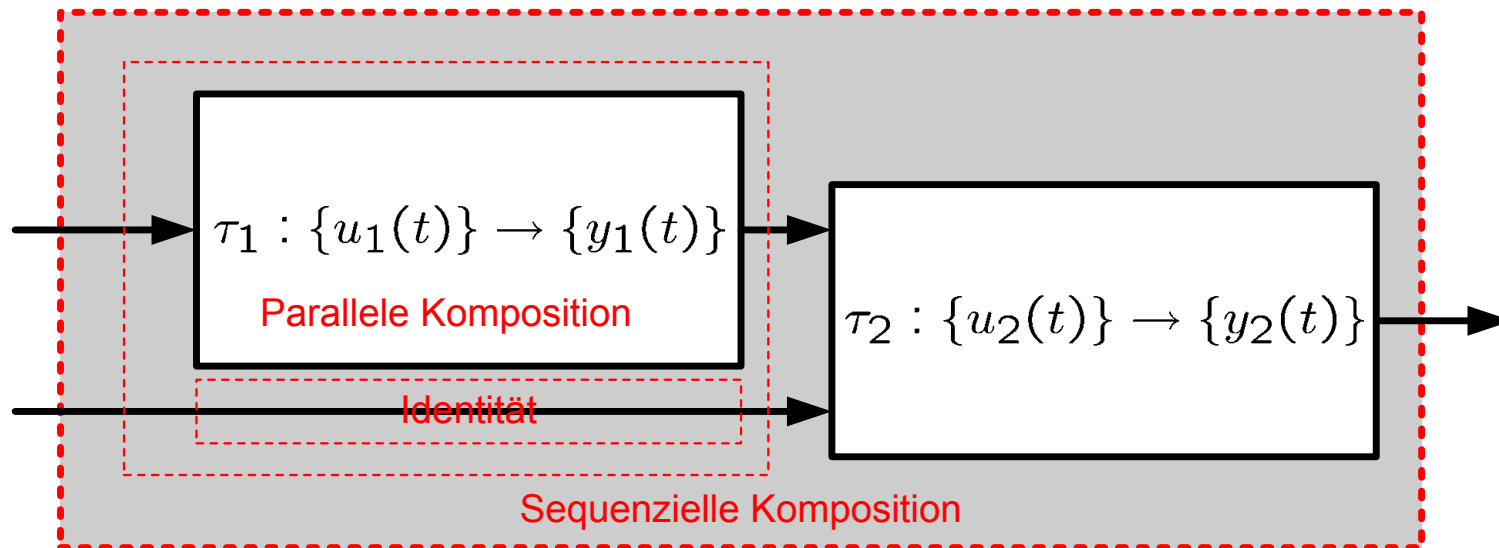 τ₁ : {u₁(t)} → {y₁(t)}
Parallele Komposition
τ₂ : {u₂(t)} → {y₂(t)}
Identität
Sequenzielle Komposition